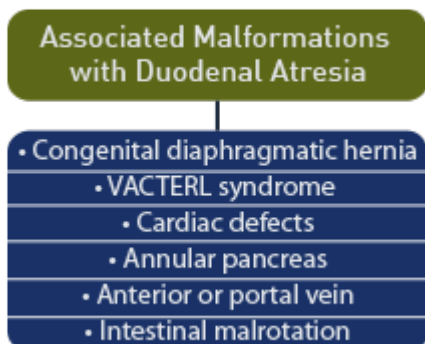 Associated Malformations
with Duodenal Atresia
• Congenital diaphragmatic hernia
• VACTERL syndrome
• Cardiac defects
• Annular pancreas
• Anterior or portal vein
• Intestinal malrotation